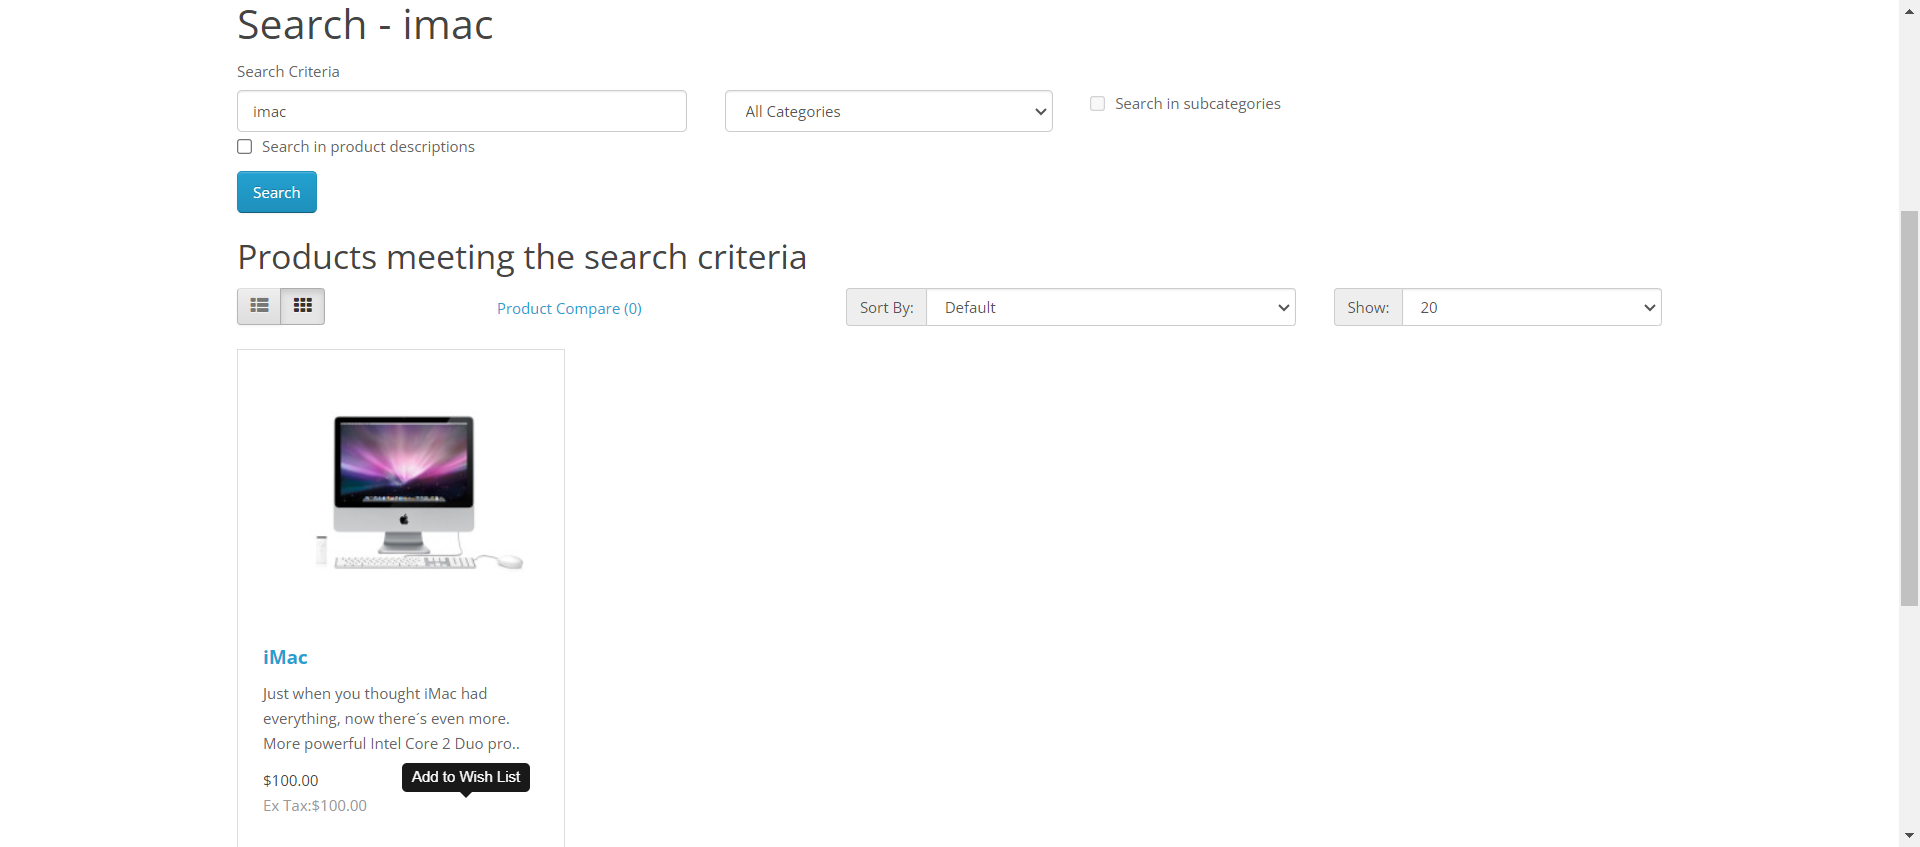 Search - imac
Search Criteria
imac
All Categories
Search in subcategories
Search in product descriptions
Search
Products meeting the search criteria
Product Compare (0)
Sort By:
Default
Show:
20
iMac
Just when you thought iMac had
everything, now there´s even more.
More powerful Intel Core 2 Duo pro..
$100.00
Add to Wish List
Ex Tax:$100.00